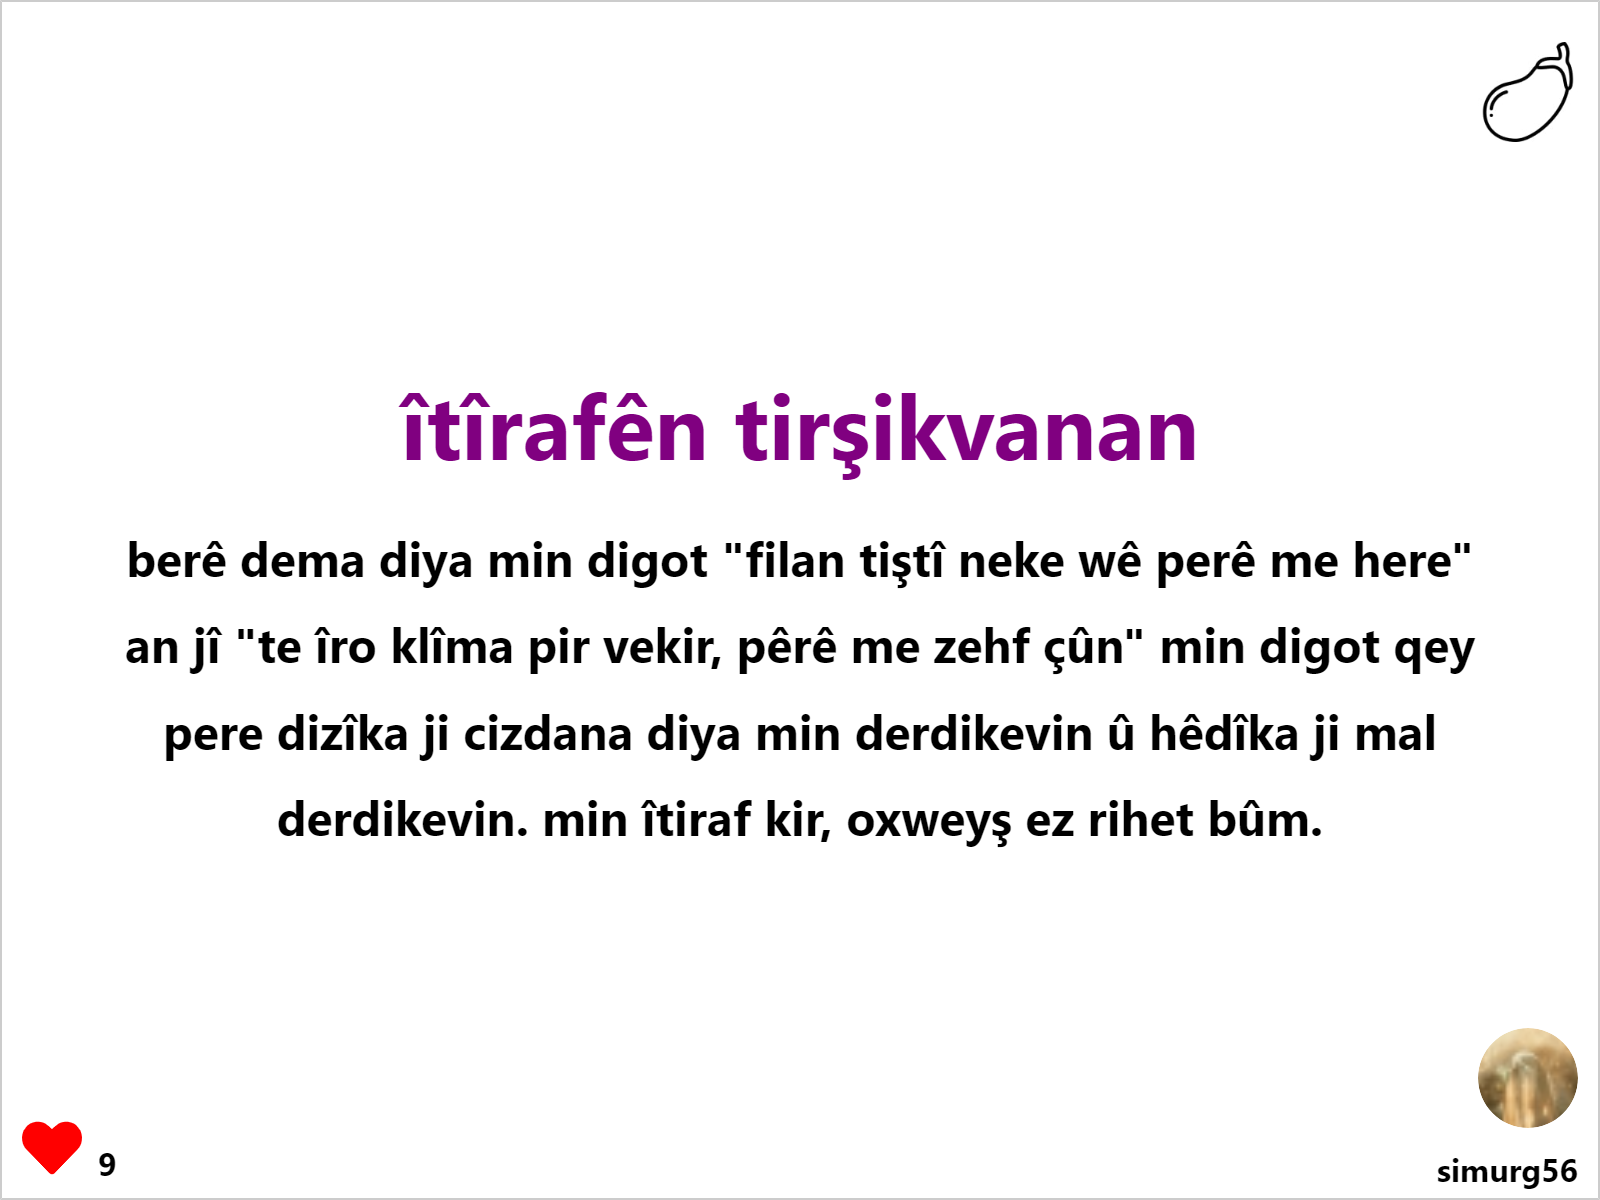 îtîrafên tirşikvanan
berê dema diya min digot "filan tiştî neke wê perê me here"
an jî "te îro klîma pir vekir, pêrê me zehf çûn" min digot qey
pere dizîka ji cizdana diya min derdikevin û hêdîka ji mal
derdikevin. min îtiraf kir, oxweyş ez rihet bûm.
9
simurg56